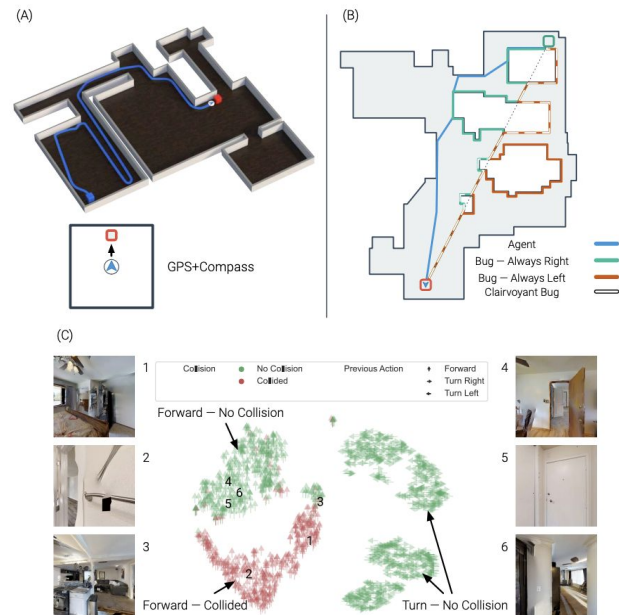 (A)
GPS+Compass
(B)
Agent
Bug — Always Right
Bug — Always Left
Clairvoyant Bug
(C)
Collision
No Collision
Collided
Previous Action
Forward
Turn Right
Turn Left
1
2
3
4
5
6
Forward — No Collision
4
6
5
3
1
2
Forward — Collided
Turn — No Collision